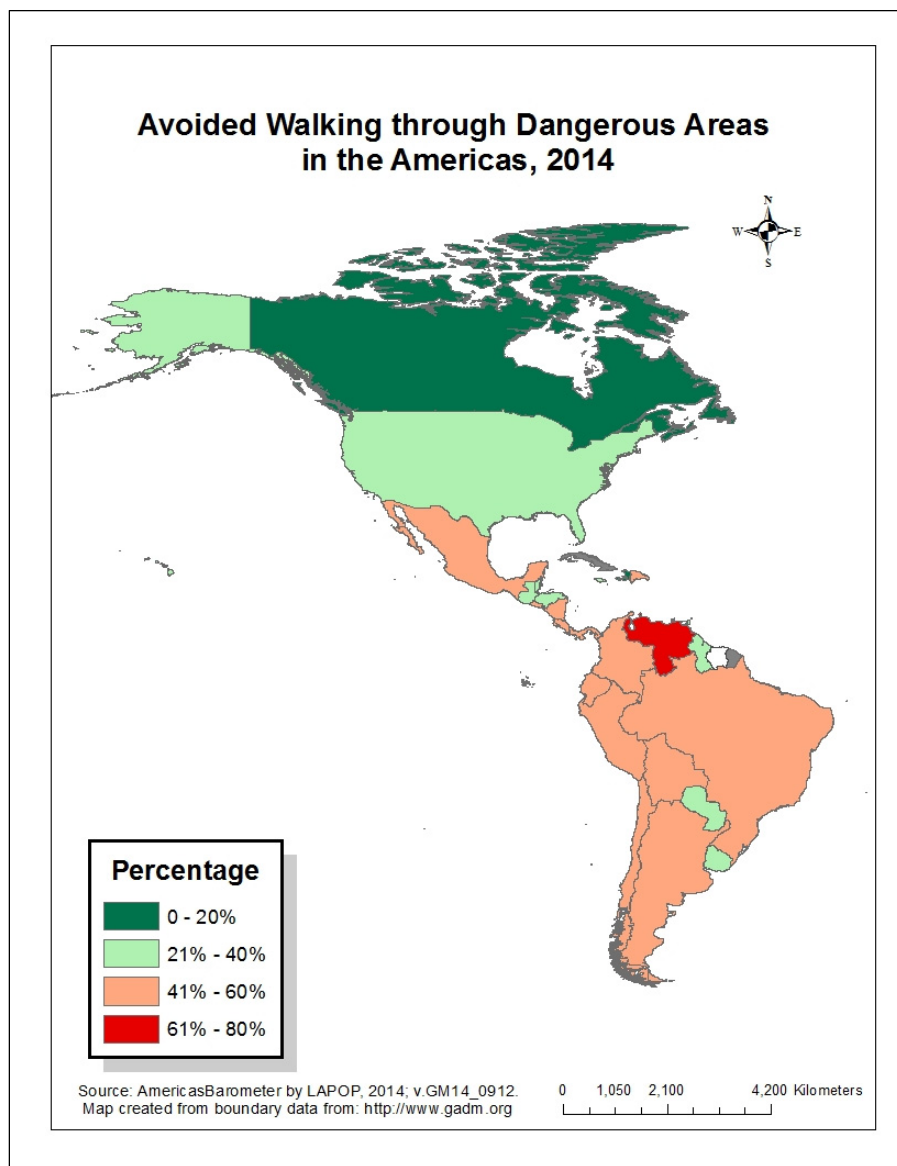 Avoided Walking through Dangerous Areas
in the Americas, 2014
N
W E
S
Percentage
0 - 20%
21% - 40%
41% - 60%
61% - 80%
Source: AmericasBarometer by LAPOP, 2014; v.GM14_0912.
Map created from boundary data from: http://www.gadm.org
0 1,050 2,100 4,200 Kilometers